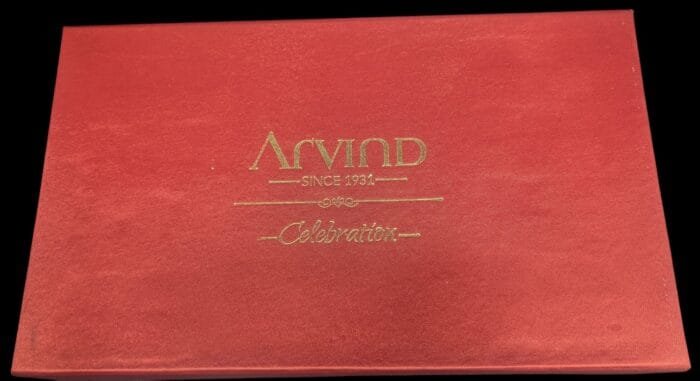 ArVIND
SINCE 1931
Celebration